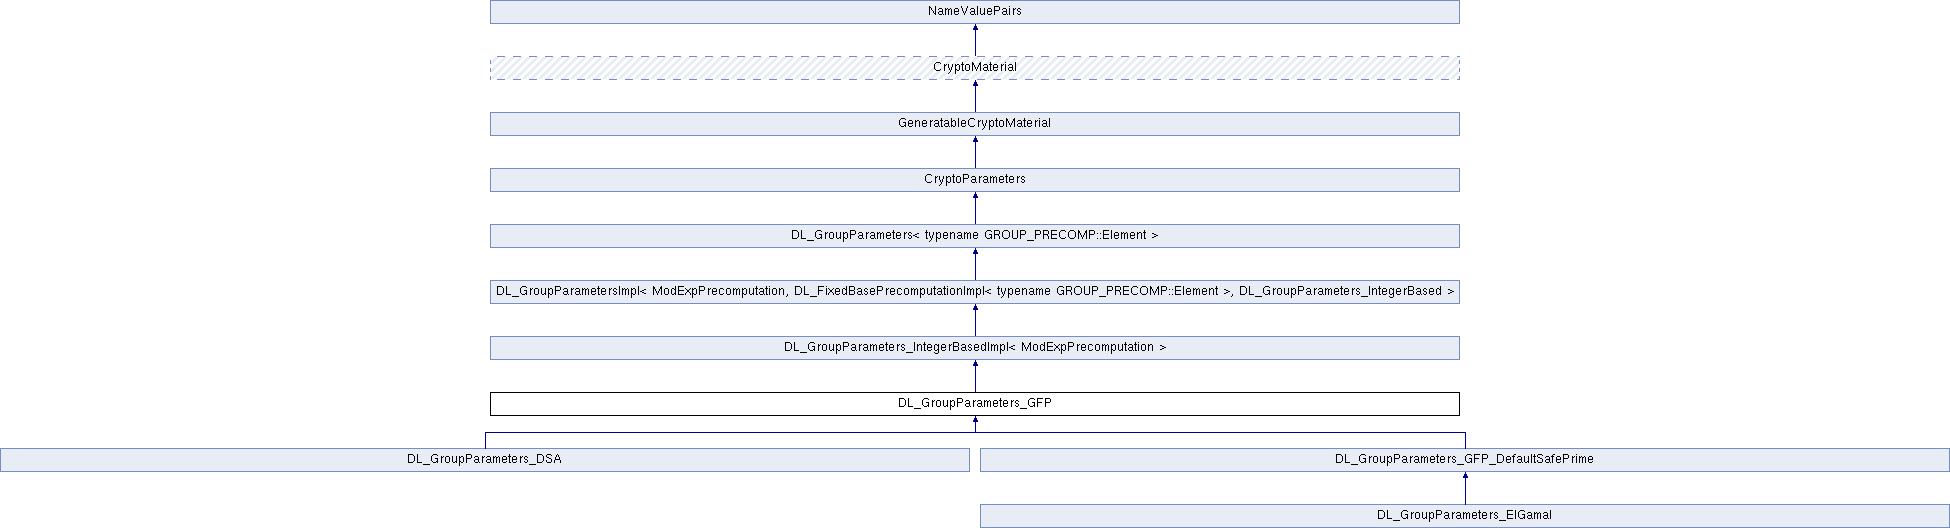 NameValuePairs
CryptoMaterial
GeneratableCryptoMaterial
CryptoParameters
DL_GroupParameters< typename GROUP_PRECOMP::Element >
DL_GroupParametersImpl< ModExpPrecomputation, DL_FixedBasePrecomputationImpl< typename GROUP_PRECOMP::Element >, DL_GroupParameters_IntegerBased >
DL_GroupParameters_IntegerBasedImpl< ModExpPrecomputation >
DL_GroupParameters_GFP
DL_GroupParameters_DSA
DL_GroupParameters_GFP_DefaultSafePrime
DL_GroupParameters_ElGamal